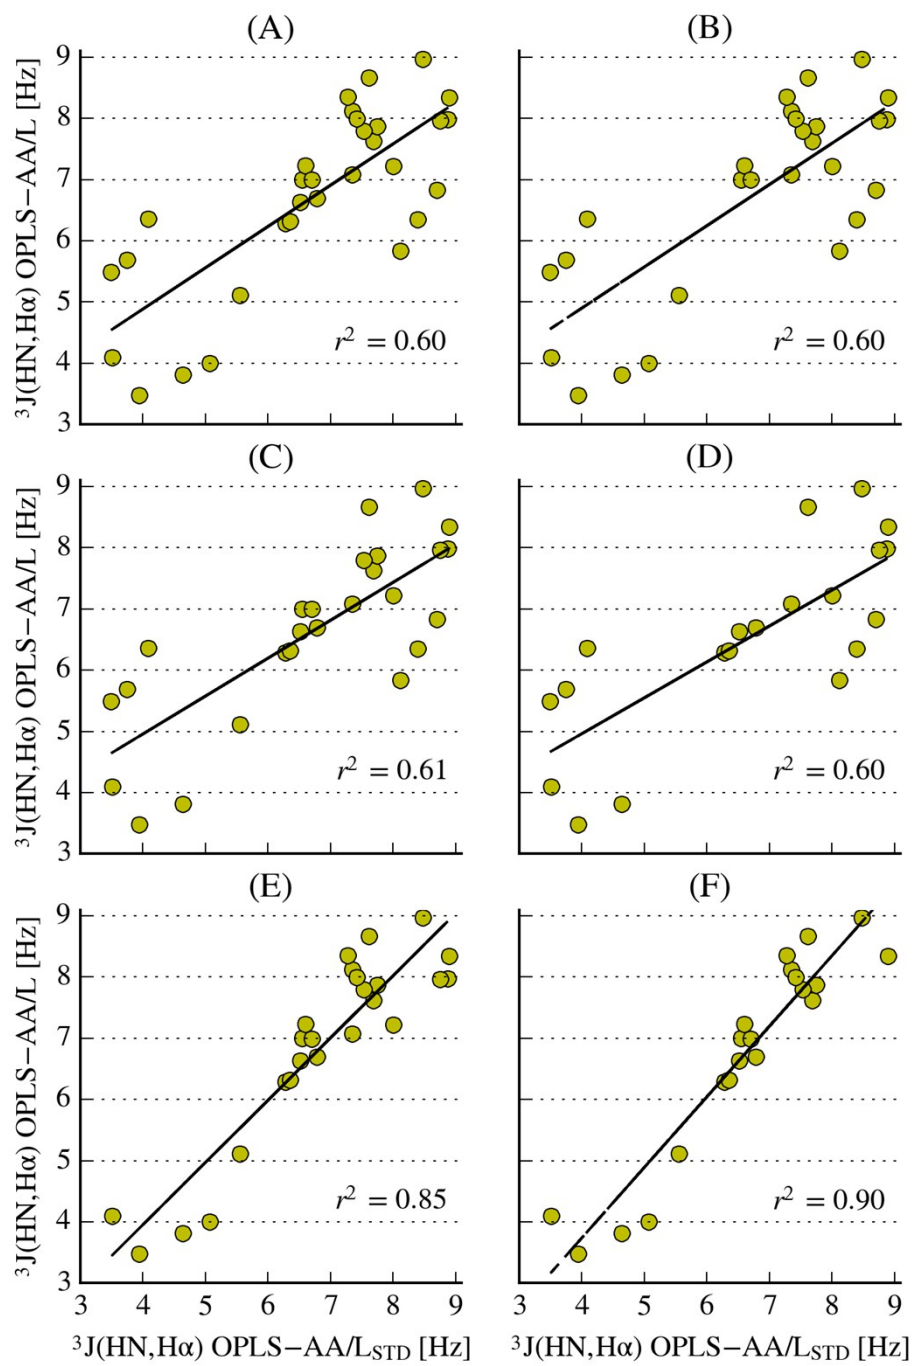 (A) (B)
³J(HN,Hα) OPLS−AA/L [Hz]
9
8
7
6
5
4
3
r² = 0.60
r² = 0.60
(C) (D)
³J(HN,Hα) OPLS−AA/L [Hz]
9
8
7
6
5
4
3
r² = 0.61
r² = 0.60
(E) (F)
³J(HN,Hα) OPLS−AA/L [Hz]
9
8
7
6
5
4
3
r² = 0.85
r² = 0.90
3 4 5 6 7 8 9
3 4 5 6 7 8 9
³J(HN,Hα) OPLS−AA/L_STD [Hz]
³J(HN,Hα) OPLS−AA/L_STD [Hz]